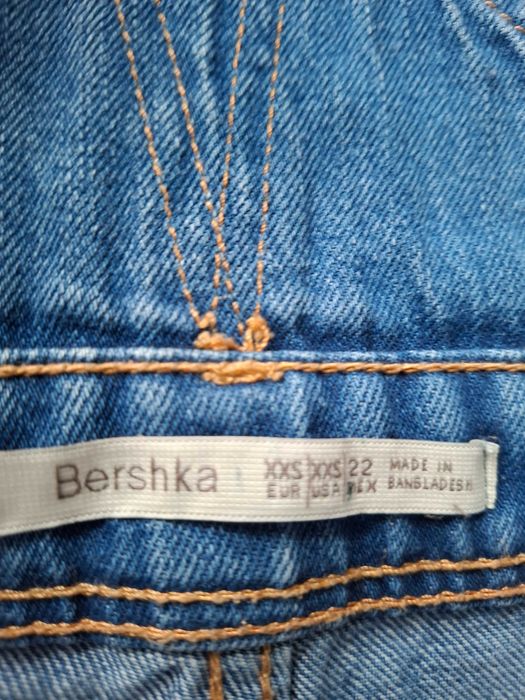 Bershka
XXS XXS 22 MADE IN
EUR USA MEX BANGLADESH